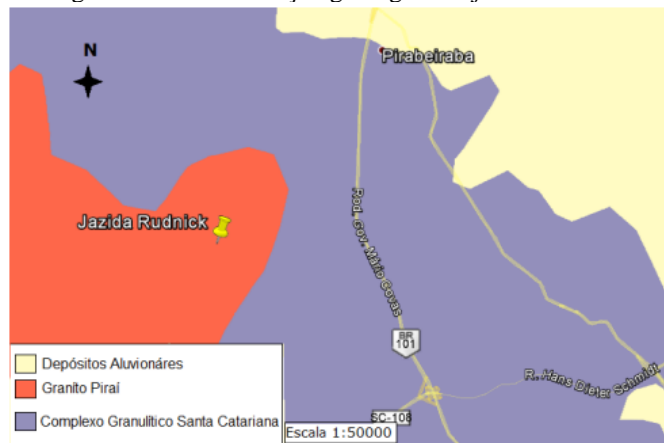 N
Pirabeiraba
Jazida Rudnick
Rod. Gov. Mário Covas
BR
101
R. Hans Dieter Schmidt
SC-108
Depósitos Aluvionáres
Graníto Piraí
Complexo Granulítico Santa Catariana
Escala 1:50000